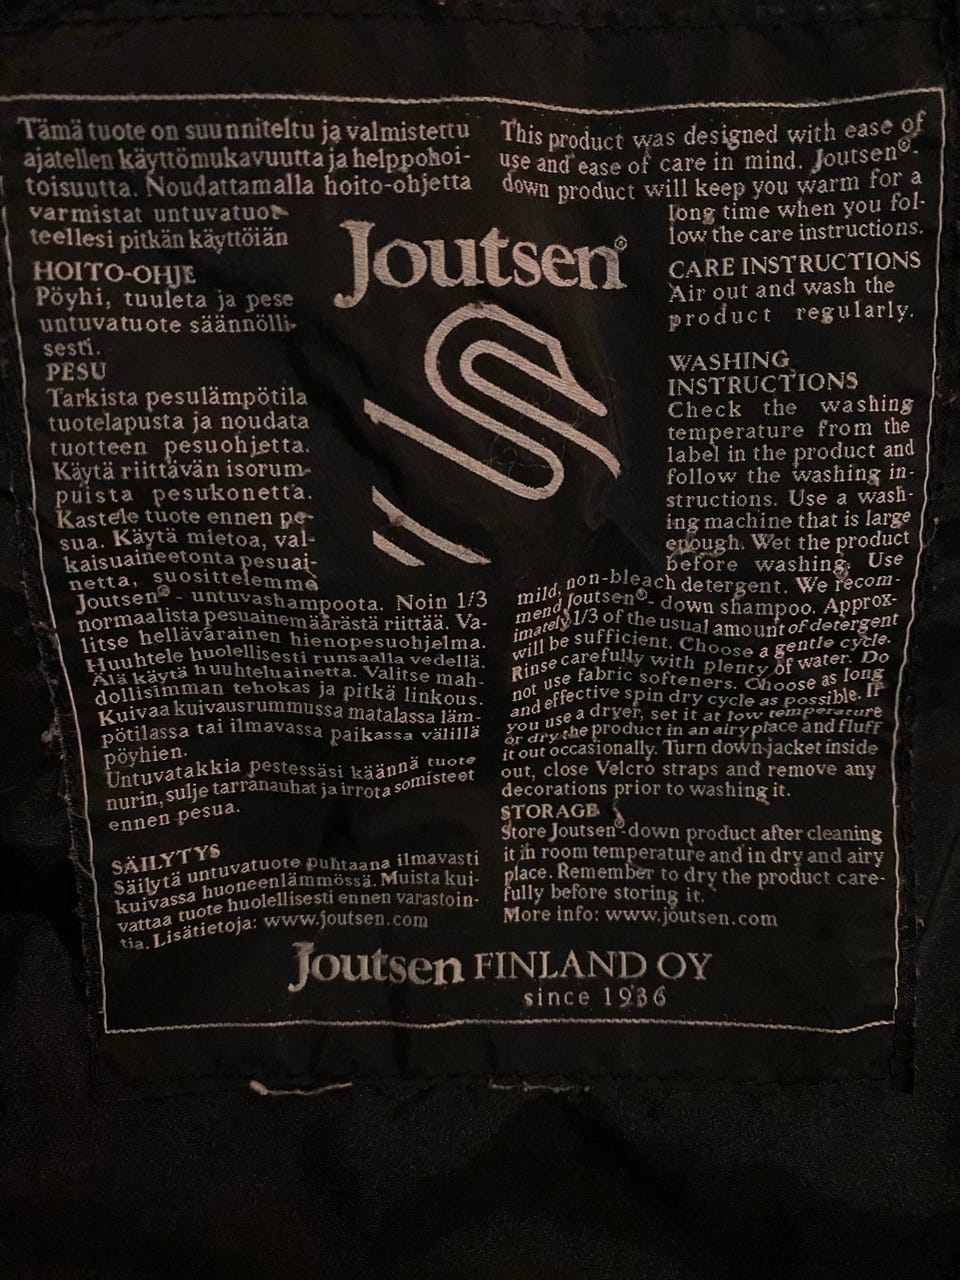 Tämä tuote on suunniteltu ja valmistettu
ajatellen käyttömukavuutta ja helppohoi-
toisuutta. Noudattamalla hoito-ohjetta
varmistat untuvatuot-
teellesi pitkän käyttöiän
HOITO-OHJE
Pöyhi, tuuleta ja pese
untuvatuote säännölli-
sesti.
PESU
Tarkista pesulämpötila
tuotelapusta ja noudata
tuotteen pesuohjetta.
Käytä riittävän isorum-
puista pesukonetta.
Kastele tuote ennen pe-
sua. Käytä mietoa, val-
kaisuaineetonta pesuai-
netta, suosittelemme
Joutsen® - untuvashampoota. Noin 1/3
normaalista pesuainemäärästä riittää. Va-
litse hellävärainen hienopesuohjelma.
Huuhtele huolellisesti runsaalla vedellä.
Älä käytä huuhteluainetta. Valitse mah-
dollisimman tehokas ja pitkä linkous.
Kuivaa kuivausrummussa matalassa läm-
pötilassa tai ilmavassa paikassa välillä
pöyhien.
Untuvatakkia pestessäsi käännä tuote
nurin, sulje tarranauhat ja irrota somisteet
ennen pesua.
SÄILYTYS
Säilytä untuvatuote puhtaana ilmavasti
kuivassa huoneenlämmössä. Muista kui-
vattaa tuote huolellisesti ennen varastoin-
tia. Lisätietoja: www.joutsen.com
Joutsen®
This product was designed with ease of
use and ease of care in mind. Joutsen®-
down product will keep you warm for a
long time when you fol-
low the care instructions.
CARE INSTRUCTIONS
Air out and wash the
product regularly.
WASHING
INSTRUCTIONS
Check the washing
temperature from the
label in the product and
follow the washing in-
structions. Use a wash-
ing machine that is large
enough. Wet the product
before washing. Use
mild, non-bleach detergent. We recom-
mend Joutsen®- down shampoo. Approx-
imately 1/3 of the usual amount of detergent
will be sufficient. Choose a gentle cycle.
Rinse carefully with plenty of water. Do
not use fabric softeners. Choose as long
and effective spin dry cycle as possible. If
you use a dryer, set it at low temperature
or dry the product in an airy place and fluff
it out occasionally. Turn down-jacket inside
out, close Velcro straps and remove any
decorations prior to washing it.
STORAGE
Store Joutsen®-down product after cleaning
it in room temperature and in dry and airy
place. Remember to dry the product care-
fully before storing it.
More info: www.joutsen.com
Joutsen FINLAND OY
since 1936